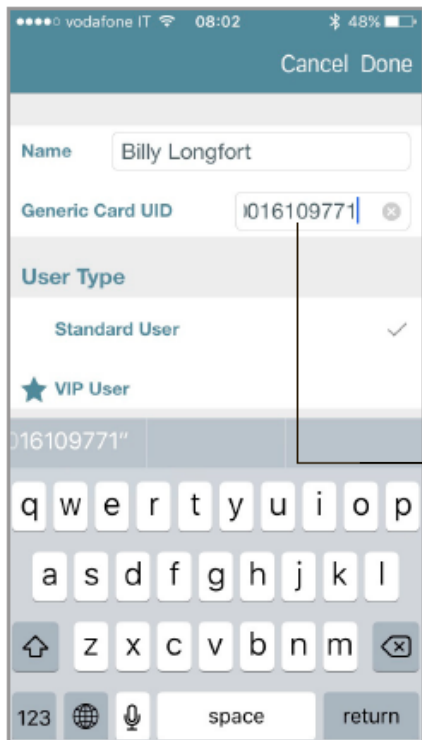 vodafone IT 08:02 48%
Cancel Done
Name Billy Longfort
Generic Card UID 0016109771
User Type
Standard User
VIP User
016109771"
q w e r t y u i o p
a s d f g h j k l
z x c v b n m
123 space return